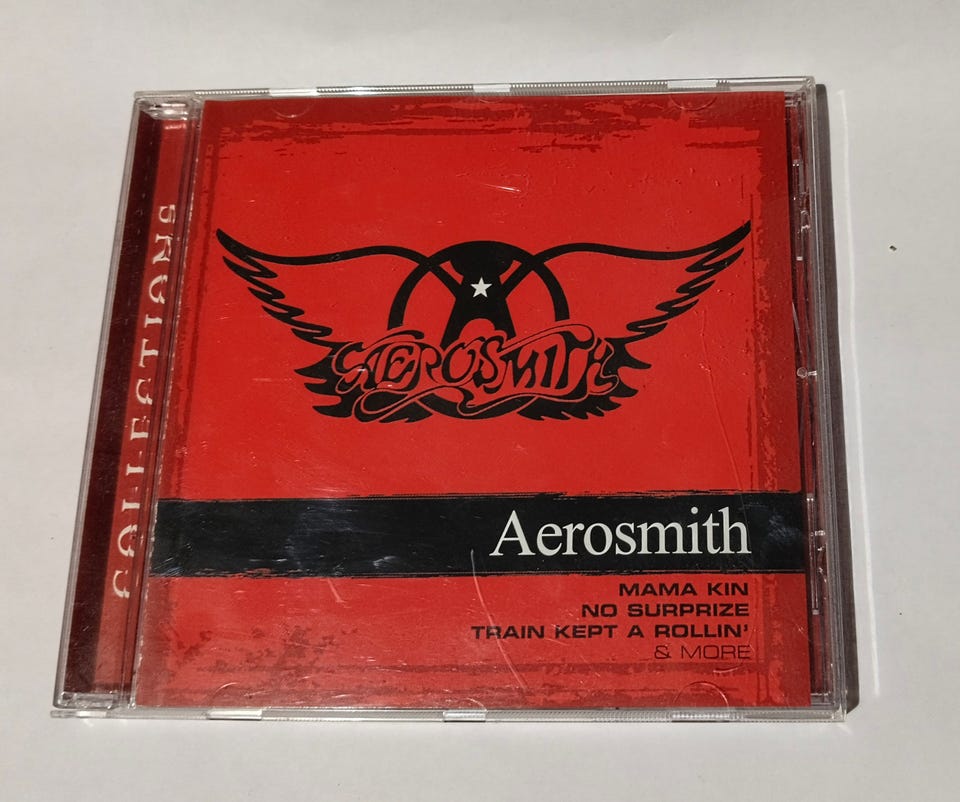 COLLECTIONS
AEROSMITH
Aerosmith
MAMA KIN
NO SURPRIZE
TRAIN KEPT A ROLLIN'
& MORE